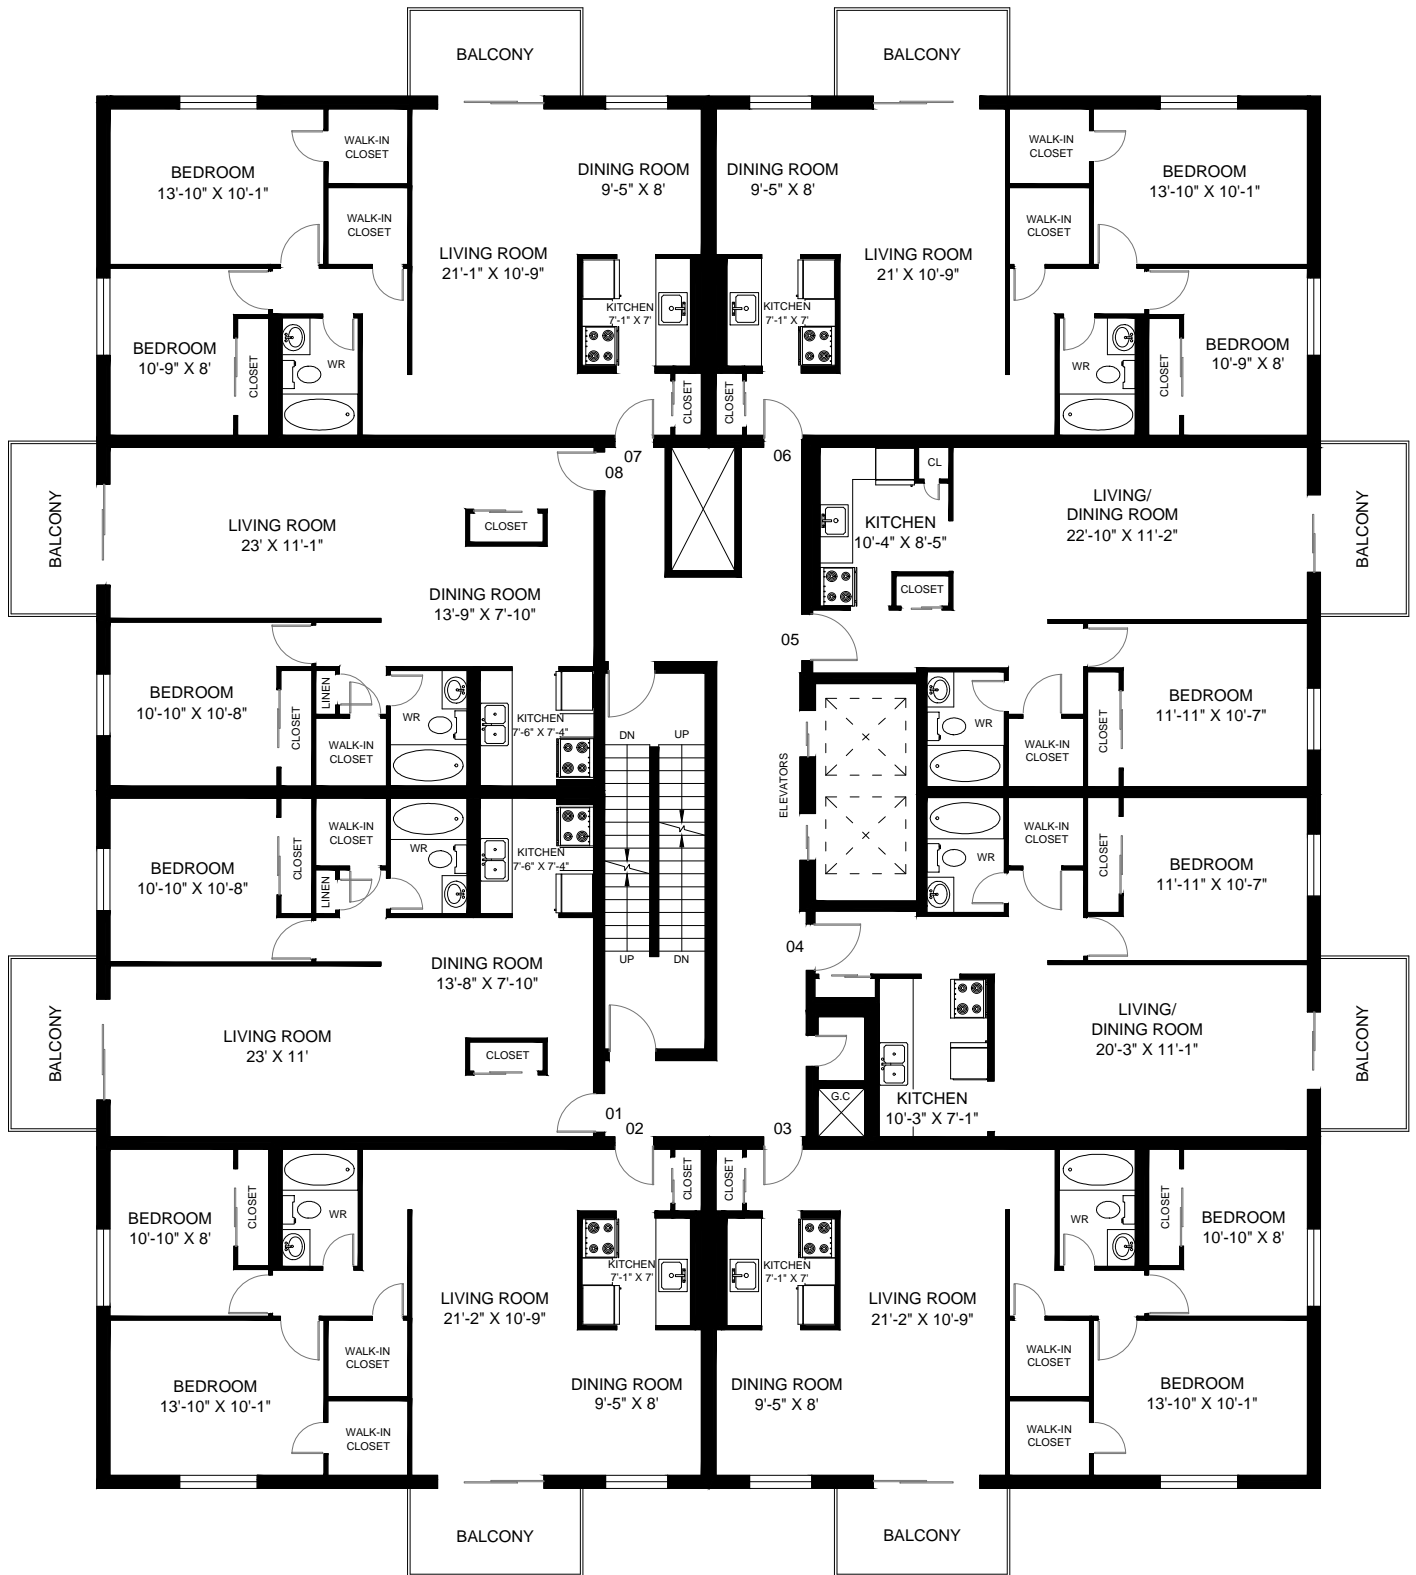 BALCONY
BALCONY
WALK-IN
CLOSET
BEDROOM
13'-10" X 10'-1"
DINING ROOM
9'-5" X 8'
DINING ROOM
9'-5" X 8'
WALK-IN
CLOSET
BEDROOM
13'-10" X 10'-1"
WALK-IN
CLOSET
WALK-IN
CLOSET
LIVING ROOM
21'-1" X 10'-9"
LIVING ROOM
21' X 10'-9"
KITCHEN
7'-1" X 7'
KITCHEN
7'-1" X 7'
BEDROOM
10'-9" X 8'
CLOSET
WR
WR
CLOSET
BEDROOM
10'-9" X 8'
CLOSET
CLOSET
07
08
06
BALCONY
LIVING ROOM
23' X 11'-1"
CLOSET
CL
KITCHEN
10'-4" X 8'-5"
LIVING/
DINING ROOM
22'-10" X 11'-2"
BALCONY
DINING ROOM
13'-9" X 7'-10"
CLOSET
05
BEDROOM
10'-10" X 10'-8"
CLOSET
LINEN
WALK-IN
CLOSET
WR
KITCHEN
7'-6" X 7'-4"
DN
UP
ELEVATORS
WR
WALK-IN
CLOSET
CLOSET
BEDROOM
11'-11" X 10'-7"
BEDROOM
10'-10" X 10'-8"
CLOSET
WALK-IN
CLOSET
LINEN
WR
KITCHEN
7'-6" X 7'-4"
WR
WALK-IN
CLOSET
CLOSET
BEDROOM
11'-11" X 10'-7"
UP
DN
04
DINING ROOM
13'-8" X 7'-10"
BALCONY
LIVING ROOM
23' X 11'
CLOSET
LIVING/
DINING ROOM
20'-3" X 11'-1"
BALCONY
G.C
KITCHEN
10'-3" X 7'-1"
01
02
03
CLOSET
CLOSET
BEDROOM
10'-10" X 8'
CLOSET
WR
WR
CLOSET
BEDROOM
10'-10" X 8'
KITCHEN
7'-1" X 7'
KITCHEN
7'-1" X 7'
LIVING ROOM
21'-2" X 10'-9"
LIVING ROOM
21'-2" X 10'-9"
WALK-IN
CLOSET
WALK-IN
CLOSET
BEDROOM
13'-10" X 10'-1"
DINING ROOM
9'-5" X 8'
DINING ROOM
9'-5" X 8'
BEDROOM
13'-10" X 10'-1"
WALK-IN
CLOSET
WALK-IN
CLOSET
BALCONY
BALCONY